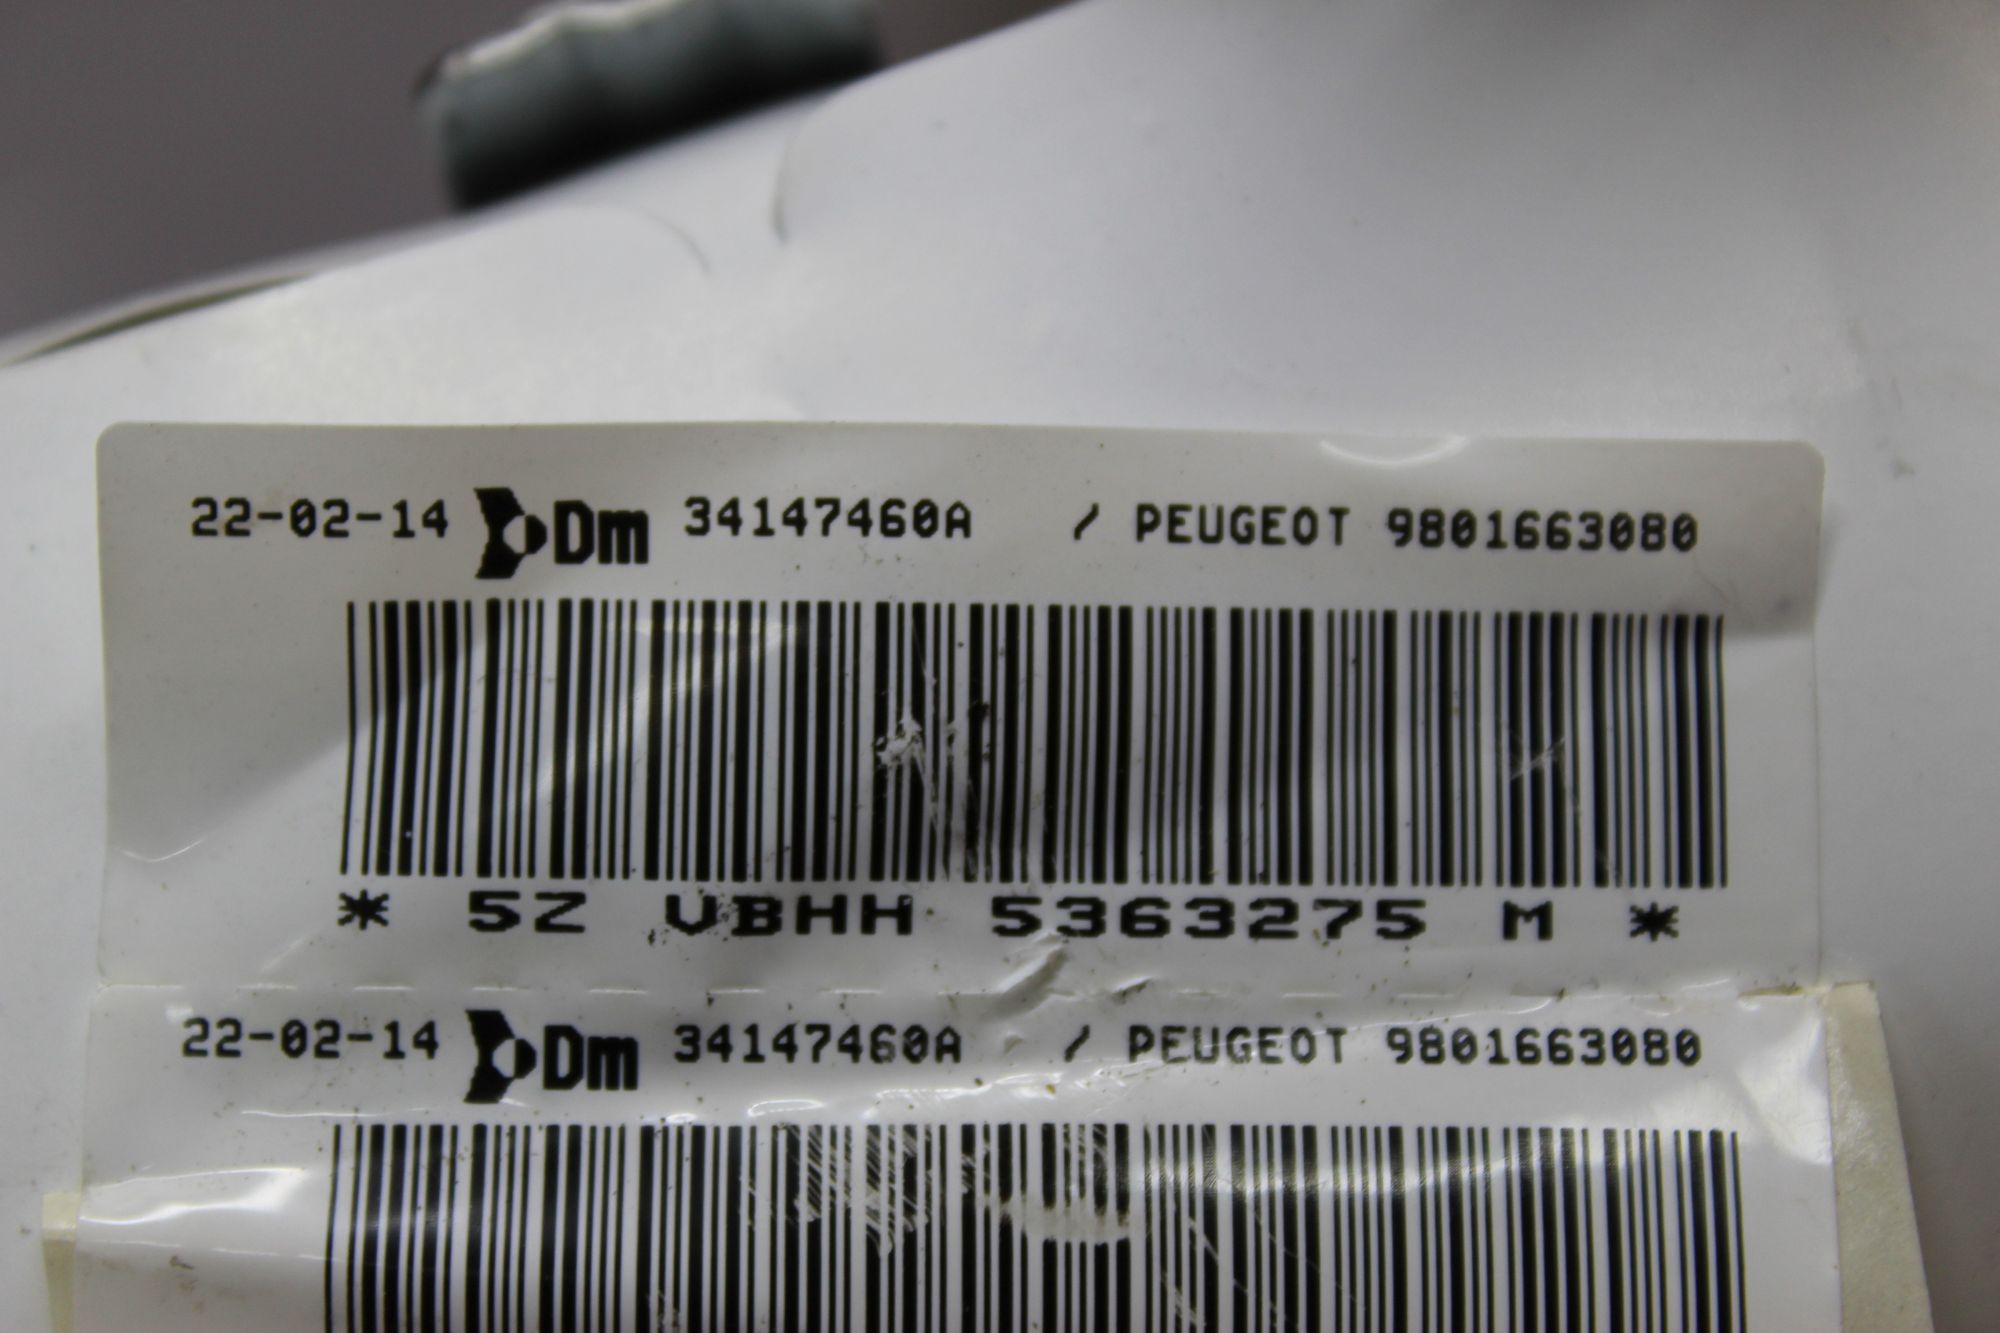 22-02-14 Dm 34147460A / PEUGEOT 9801663080
* 5Z VBHH 5363275 M *
22-02-14 Dm 34147460A / PEUGEOT 9801663080